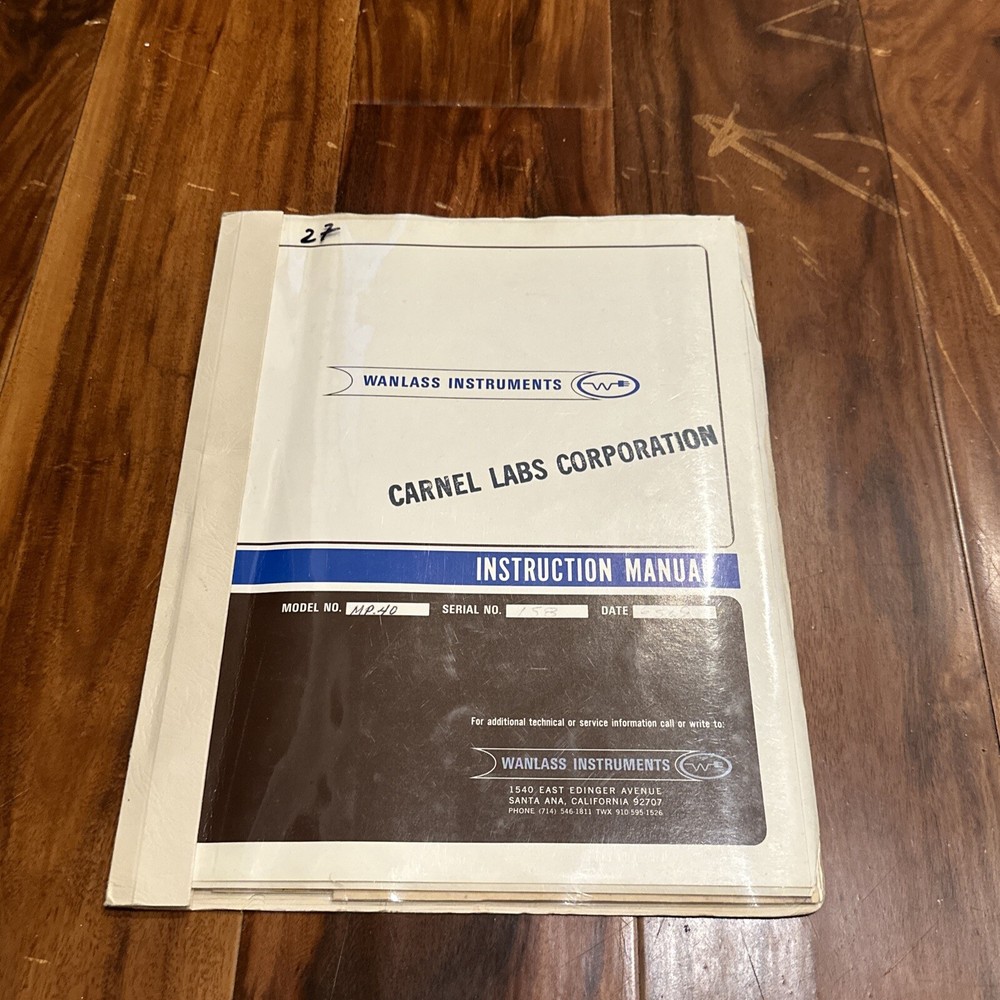 27
WANLASS INSTRUMENTS
CARNEL LABS CORPORATION
INSTRUCTION MANUAL
MODEL NO. MP.40 SERIAL NO. 158 DATE
For additional technical or service information call or write to:
WANLASS INSTRUMENTS
1540 EAST EDINGER AVENUE
SANTA ANA, CALIFORNIA 92707
PHONE (714) 546-1811 TWX 910-595-1526